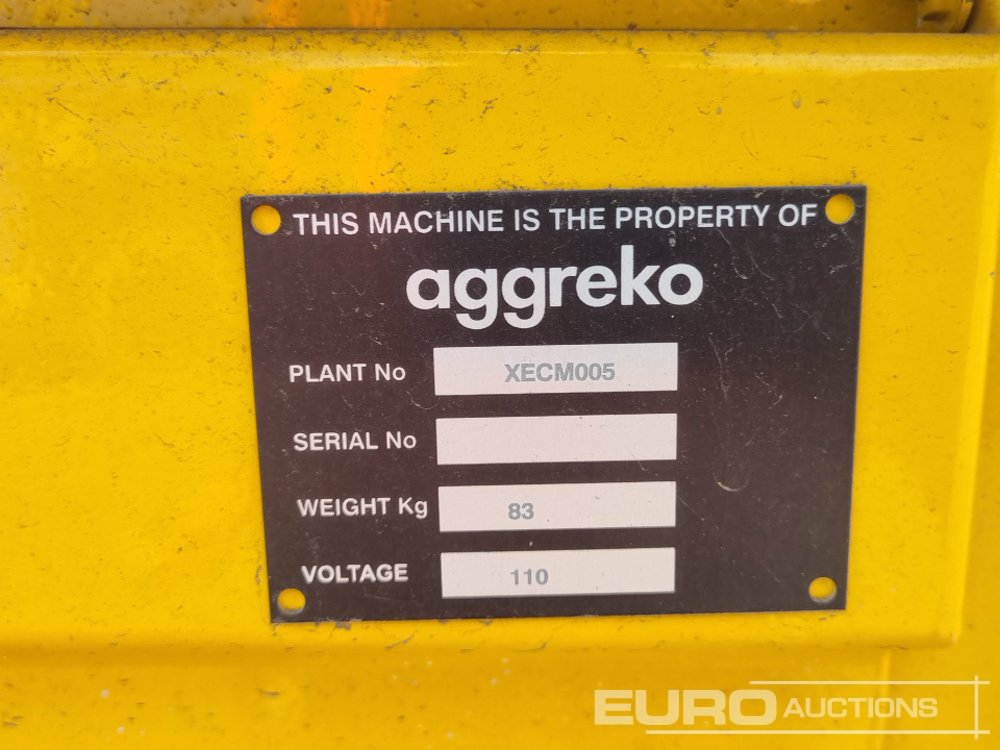 THIS MACHINE IS THE PROPERTY OF
aggreko
PLANT No XECM005
SERIAL No
WEIGHT Kg 83
VOLTAGE 110
EURO AUCTIONS